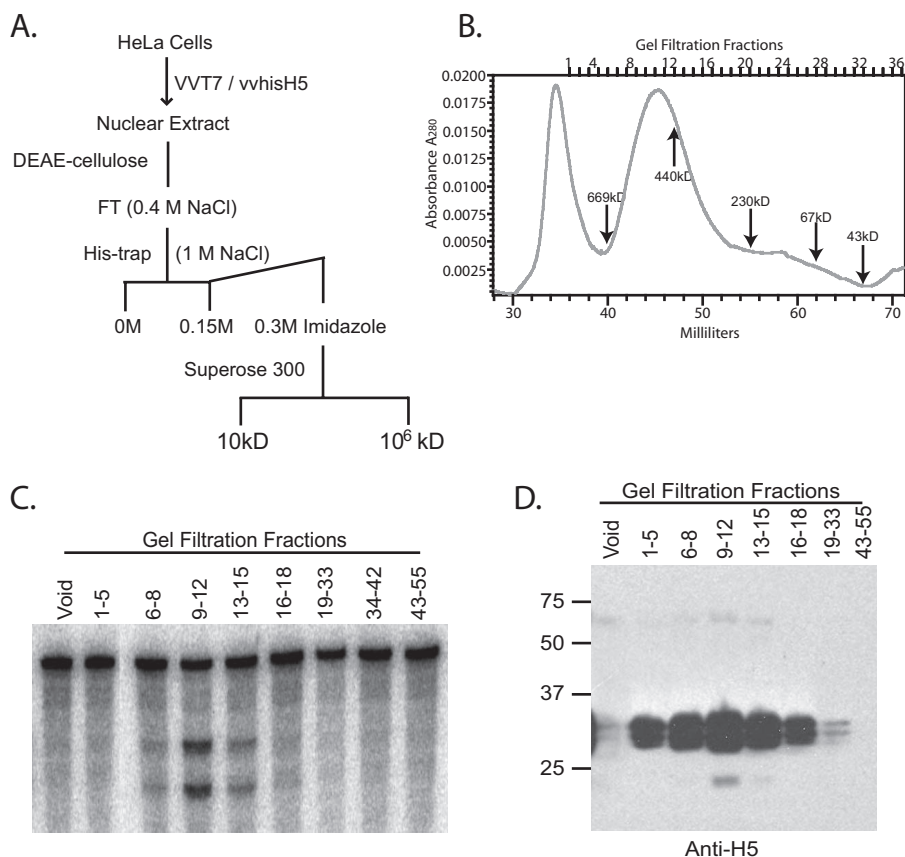 A.
HeLa Cells
VVT7 / vvhisH5
Nuclear Extract
DEAE-cellulose
FT (0.4 M NaCl)
His-trap
(1 M NaCl)
0M
0.15M
0.3M Imidazole
Superose 300
10kD
10⁶ kD
B.
Gel Filtration Fractions
1 4 8 12 16 20 24 28 32 36
0.0200
0.0175
0.0150
0.0125
0.0100
0.0075
0.0050
0.0025
Absorbance A280
669kD
440kD
230kD
67kD
43kD
30 40 50 60 70
Milliliters
C.
Gel Filtration Fractions
Void
1-5
6-8
9-12
13-15
16-18
19-33
34-42
43-55
D.
Gel Filtration Fractions
Void
1-5
6-8
9-12
13-15
16-18
19-33
43-55
75
50
37
25
Anti-H5